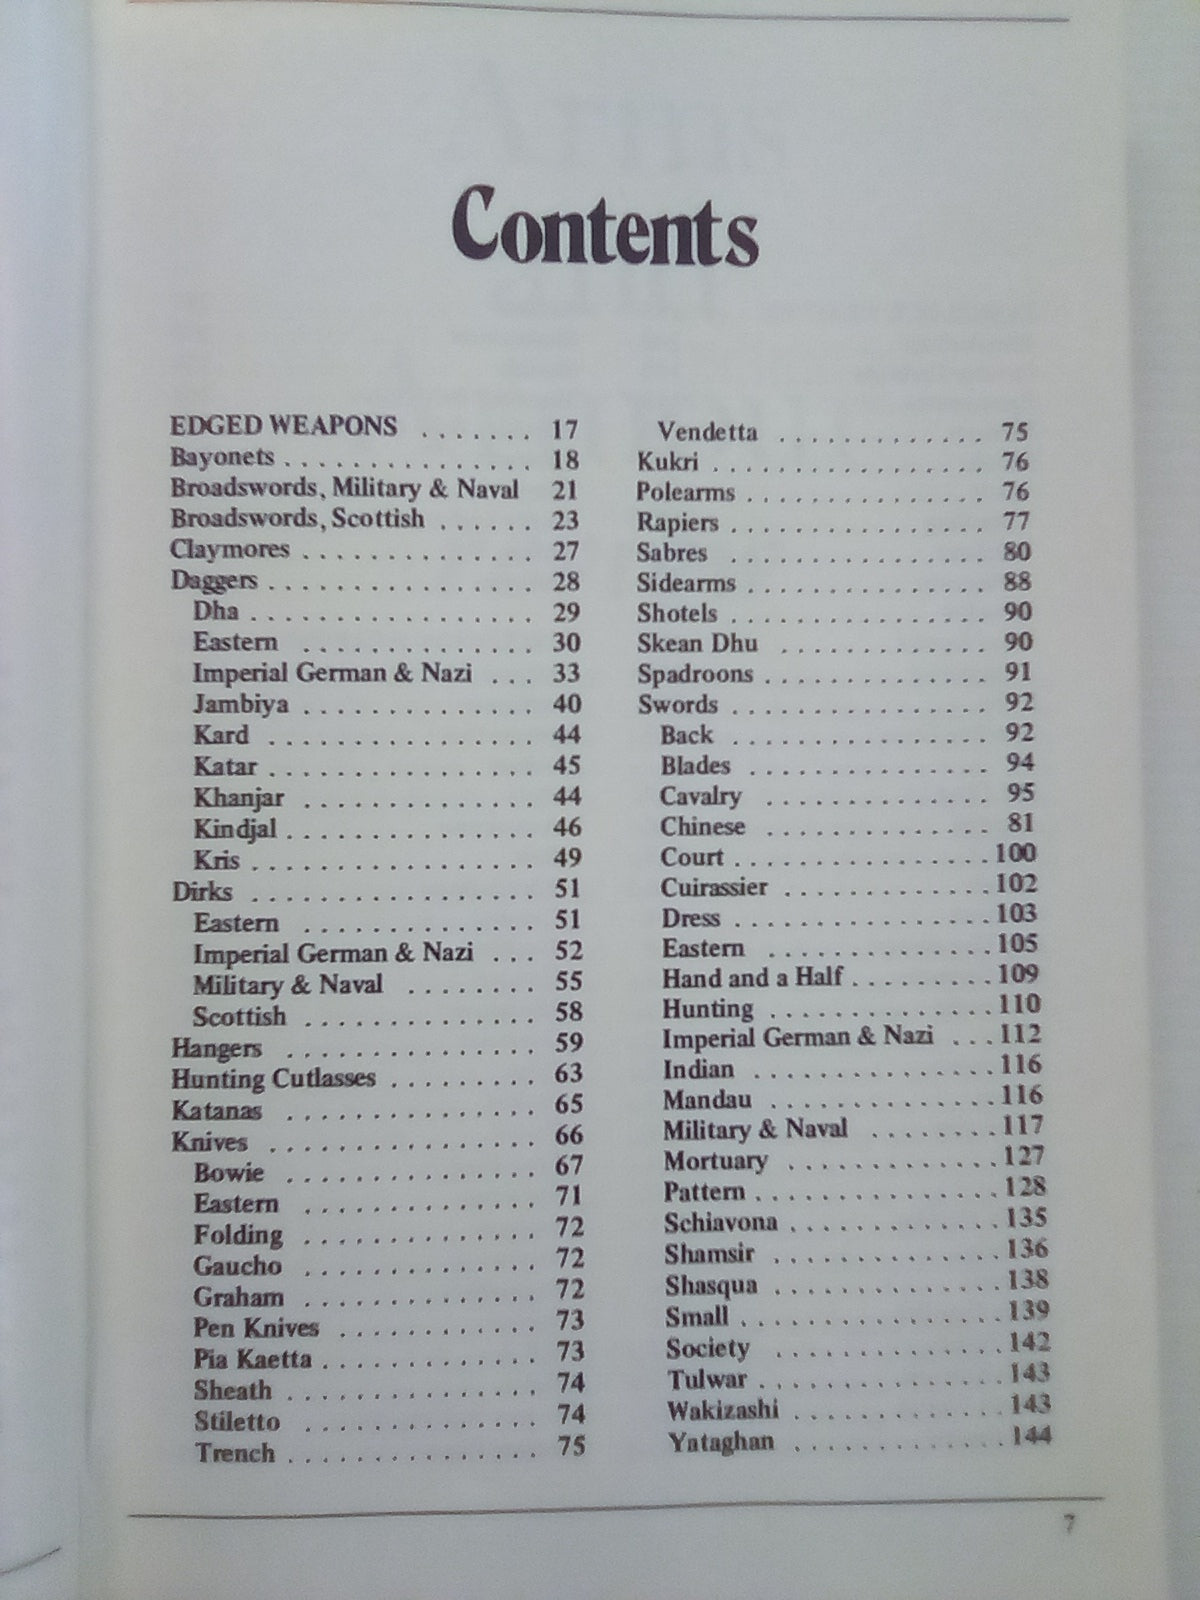 Contents
EDGED WEAPONS ....... 17
Bayonets ............... 18
Broadswords, Military & Naval 21
Broadswords, Scottish ...... 23
Claymores .............. 27
Daggers ................ 28
Dha ................. 29
Eastern .............. 30
Imperial German & Nazi ... 33
Jambiya .............. 40
Kard ................ 44
Katar ................ 45
Khanjar .............. 44
Kindjal ............... 46
Kris ................. 49
Dirks ................. 51
Eastern .............. 51
Imperial German & Nazi ... 52
Military & Naval ........ 55
Scottish .............. 58
Hangers ............... 59
Hunting Cutlasses ......... 63
Katanas ............... 65
Knives ................ 66
Bowie ............... 67
Eastern .............. 71
Folding .............. 72
Gaucho .............. 72
Graham .............. 72
Pen Knives ............ 73
Pia Kaetta ............. 73
Sheath ............... 74
Stiletto .............. 74
Trench ............... 75
Vendetta ............. 75
Kukri ................. 76
Polearms ............... 76
Rapiers ................ 77
Sabres ................ 80
Sidearms ............... 88
Shotels ................ 90
Skean Dhu ............. 90
Spadroons .............. 91
Swords ................ 92
Back ................ 92
Blades ............... 94
Cavalry .............. 95
Chinese .............. 81
Court ................ 100
Cuirassier ............. 102
Dress ................ 103
Eastern .............. 105
Hand and a Half ......... 109
Hunting .............. 110
Imperial German & Nazi ... 112
Indian ............... 116
Mandau .............. 116
Military & Naval ........ 117
Mortuary ............. 127
Pattern ............... 128
Schiavona ............. 135
Shamsir .............. 136
Shasqua .............. 138
Small ................ 139
Society .............. 142
Tulwar ............... 143
Wakizashi ............. 143
Yataghan ............. 144
7